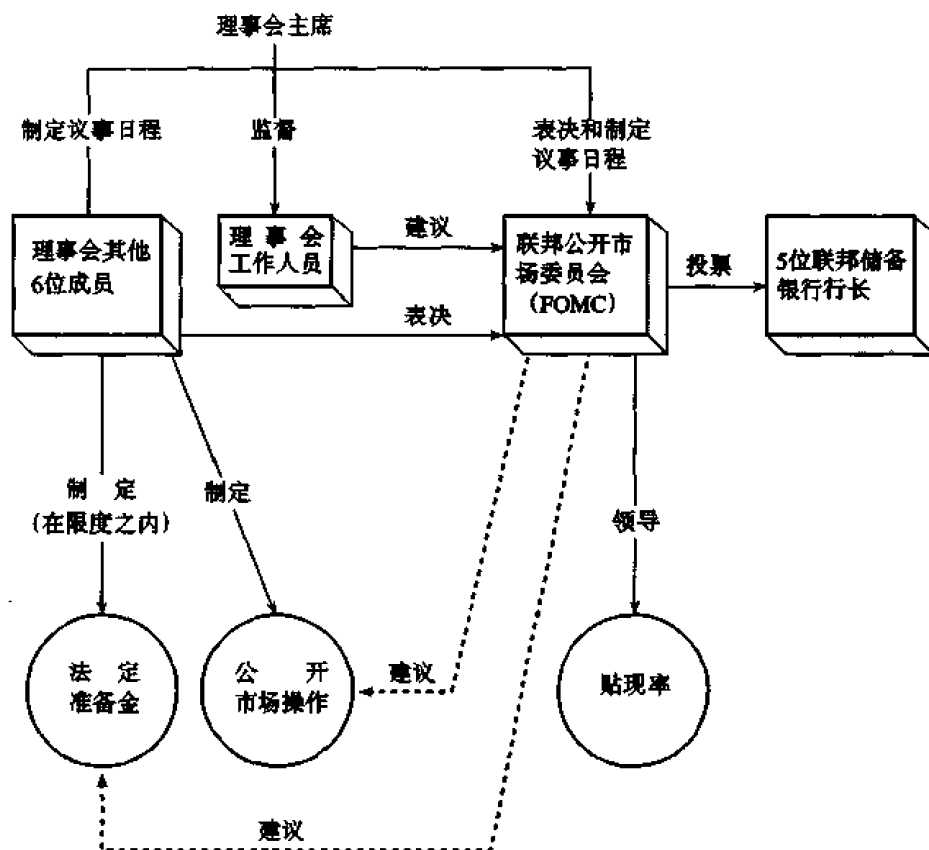 理事会主席
制定议事日程
监督
表决和制定
议事日程
理事会其他
6位成员
理事会
工作人员
建议
联邦公开市
场委员会
(FOMC)
投票
5位联邦储备
银行行长
表决
制定
(在限度之内)
制定
领导
法定
准备金
公开
市场操作
建议
贴现率
建议